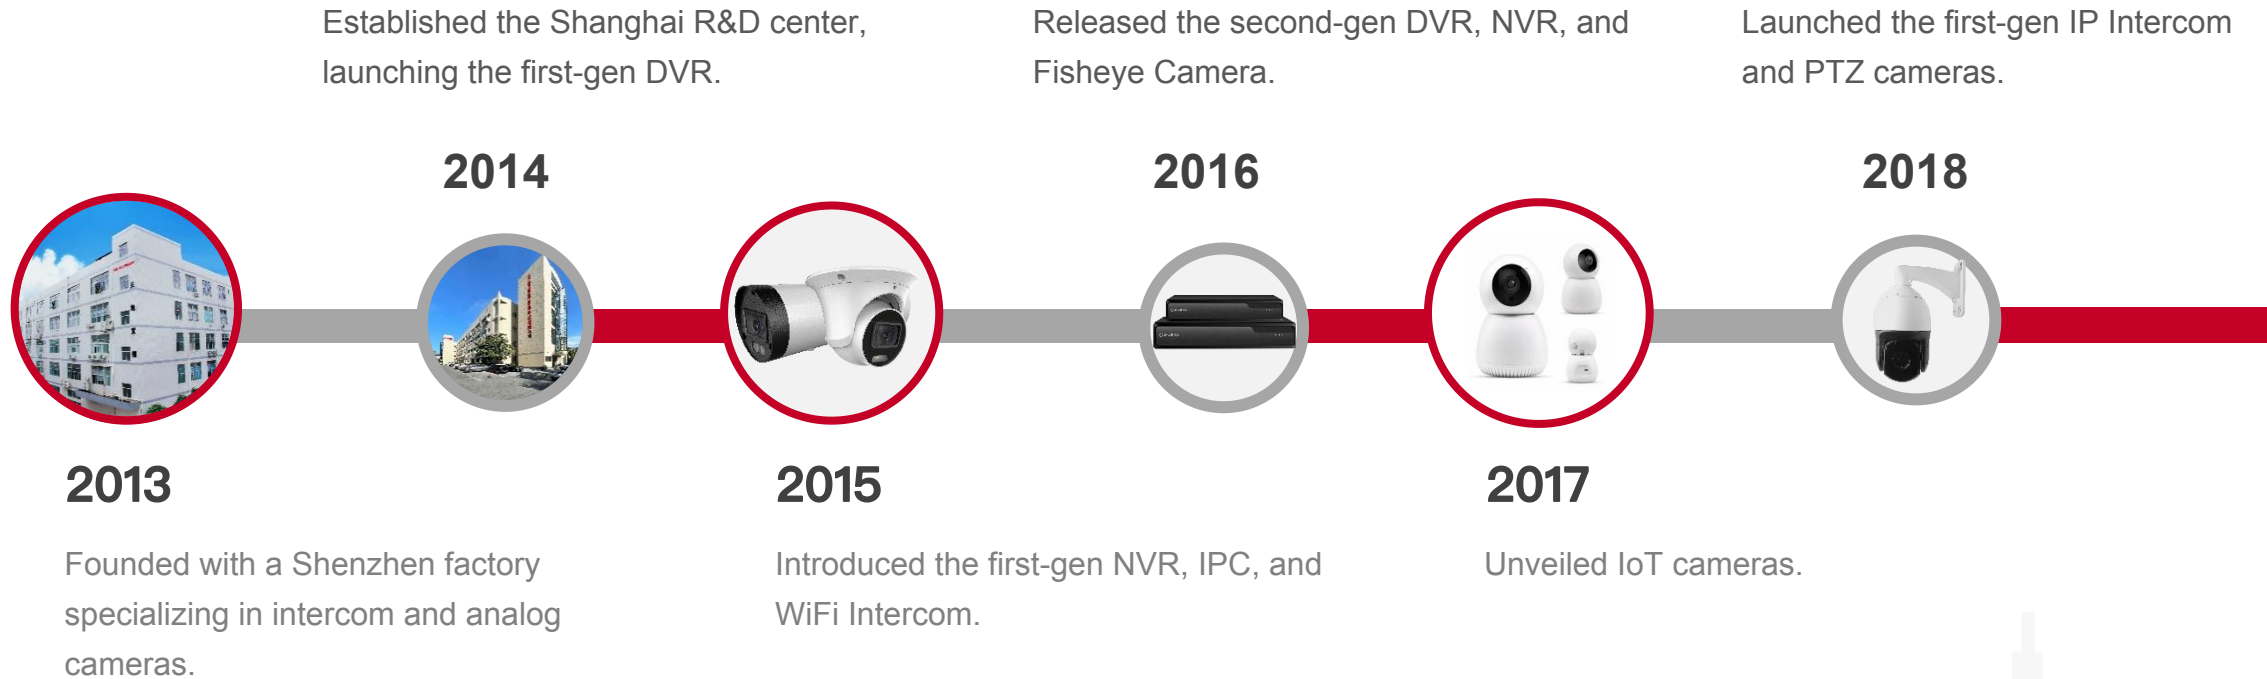 Established the Shanghai R&D center,
launching the first-gen DVR.
Released the second-gen DVR, NVR, and
Fisheye Camera.
Launched the first-gen IP Intercom
and PTZ cameras.
2014
2016
2018
2013
2015
2017
Founded with a Shenzhen factory
specializing in intercom and analog
cameras.
Introduced the first-gen NVR, IPC, and
WiFi Intercom.
Unveiled IoT cameras.